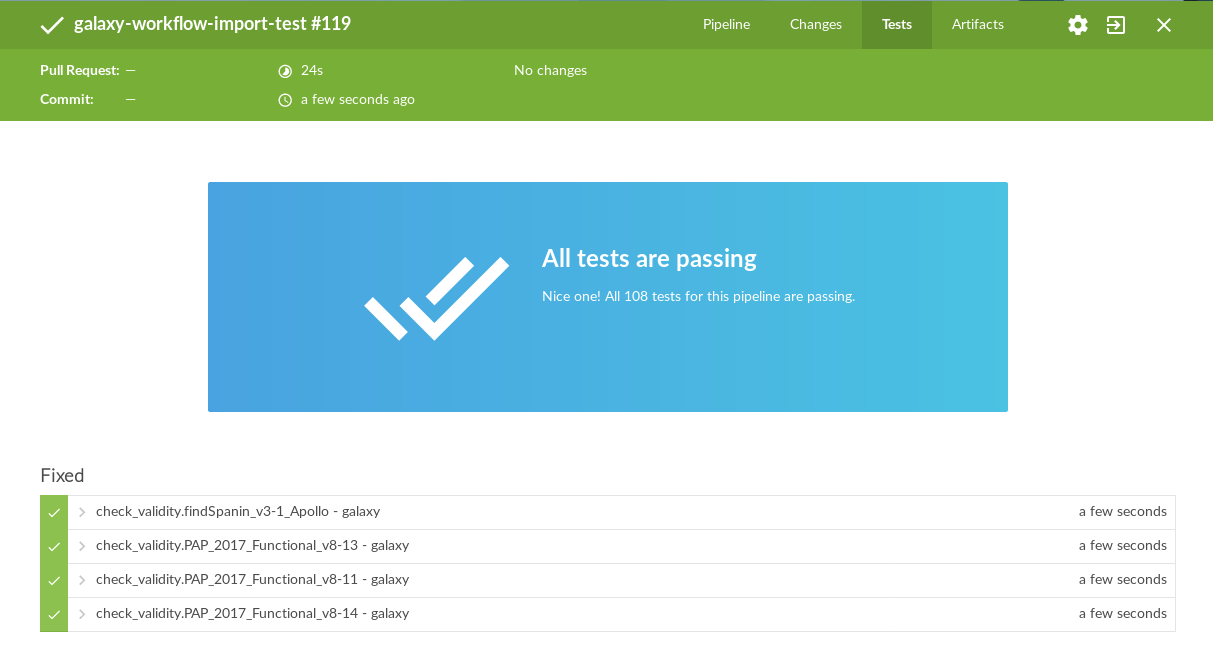 galaxy-workflow-import-test #119 Pipeline Changes Tests Artifacts
Pull Request: — 24s No changes
Commit: — a few seconds ago
All tests are passing
Nice one! All 108 tests for this pipeline are passing.
Fixed
check_validity.findSpanin_v3-1_Apollo - galaxy a few seconds
check_validity.PAP_2017_Functional_v8-13 - galaxy a few seconds
check_validity.PAP_2017_Functional_v8-11 - galaxy a few seconds
check_validity.PAP_2017_Functional_v8-14 - galaxy a few seconds